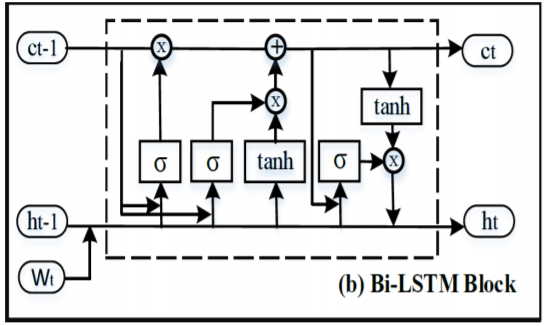 ct-1
x
+
ct
x
tanh
σ
σ
tanh
σ
x
ht-1
ht
Wt
(b) Bi-LSTM Block